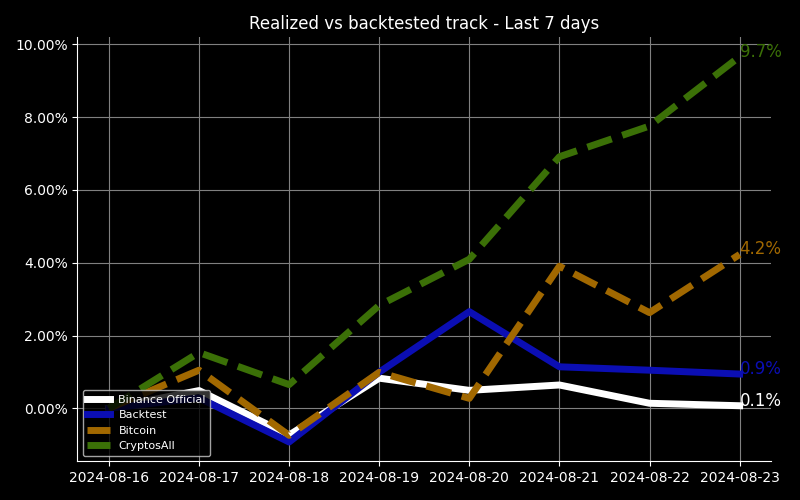 Realized vs backtested track - Last 7 days
10.00%
8.00%
6.00%
4.00%
2.00%
0.00%
9.7%
4.2%
0.9%
0.1%
Binance Official
Backtest
Bitcoin
CryptosAll
2024-08-16 2024-08-17 2024-08-18 2024-08-19 2024-08-20 2024-08-21 2024-08-22 2024-08-23